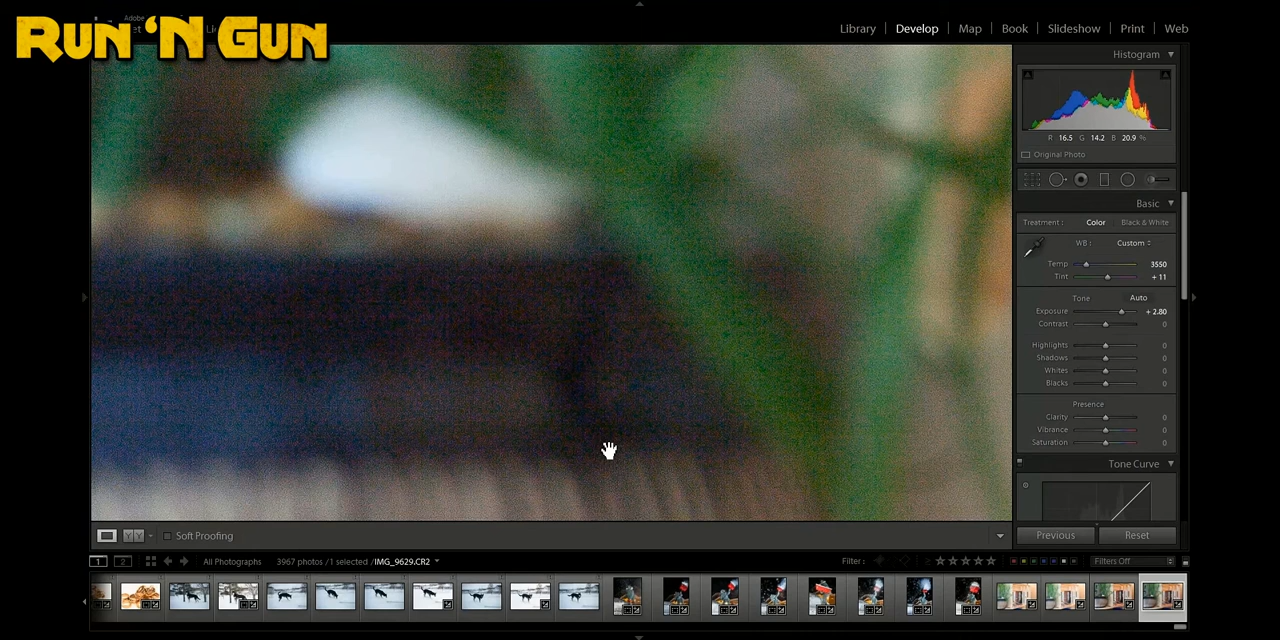 RUN 'N GUN
Adobe
Library | Develop | Map | Book | Slideshow | Print | Web
Histogram
R 16.5 G 14.2 B 20.9 %
Original Photo
Basic
Treatment : Color Black & White
WB : Custom
Temp 3550
Tint + 11
Tone Auto
Exposure + 2.80
Contrast 0
Highlights 0
Shadows 0
Whites 0
Blacks 0
Presence
Clarity 0
Vibrance 0
Saturation 0
Tone Curve
Y Y Soft Proofing
Previous Reset
1 2 All Photographs 3967 photos / 1 selected / IMG_9629.CR2 Filter : Filters Off